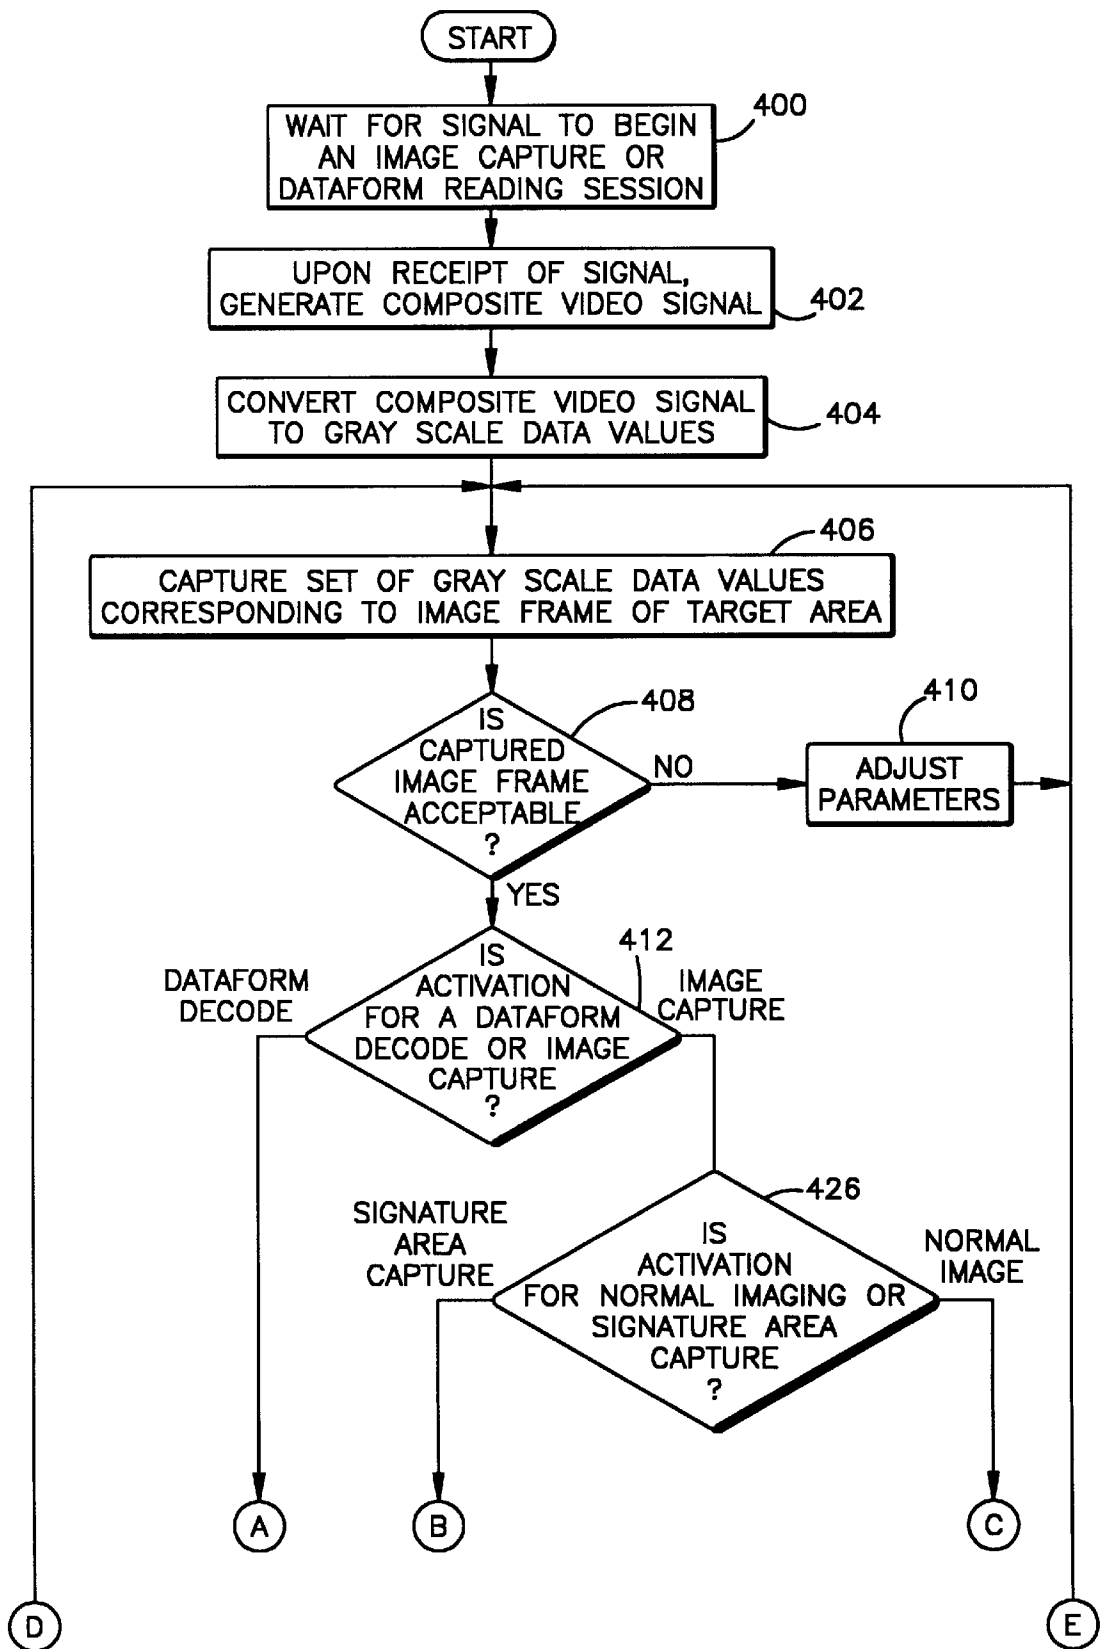 START
400
WAIT FOR SIGNAL TO BEGIN
AN IMAGE CAPTURE OR
DATAFORM READING SESSION
UPON RECEIPT OF SIGNAL,
GENERATE COMPOSITE VIDEO SIGNAL
402
CONVERT COMPOSITE VIDEO SIGNAL
TO GRAY SCALE DATA VALUES
404
406
CAPTURE SET OF GRAY SCALE DATA VALUES
CORRESPONDING TO IMAGE FRAME OF TARGET AREA
408
IS
CAPTURED
IMAGE FRAME
ACCEPTABLE
?
NO
410
ADJUST
PARAMETERS
YES
412
IS
ACTIVATION
FOR A DATAFORM
DECODE OR IMAGE
CAPTURE
?
DATAFORM
DECODE
IMAGE
CAPTURE
426
IS
ACTIVATION
FOR NORMAL IMAGING OR
SIGNATURE AREA
CAPTURE
?
SIGNATURE
AREA
CAPTURE
NORMAL
IMAGE
A
B
C
D
E